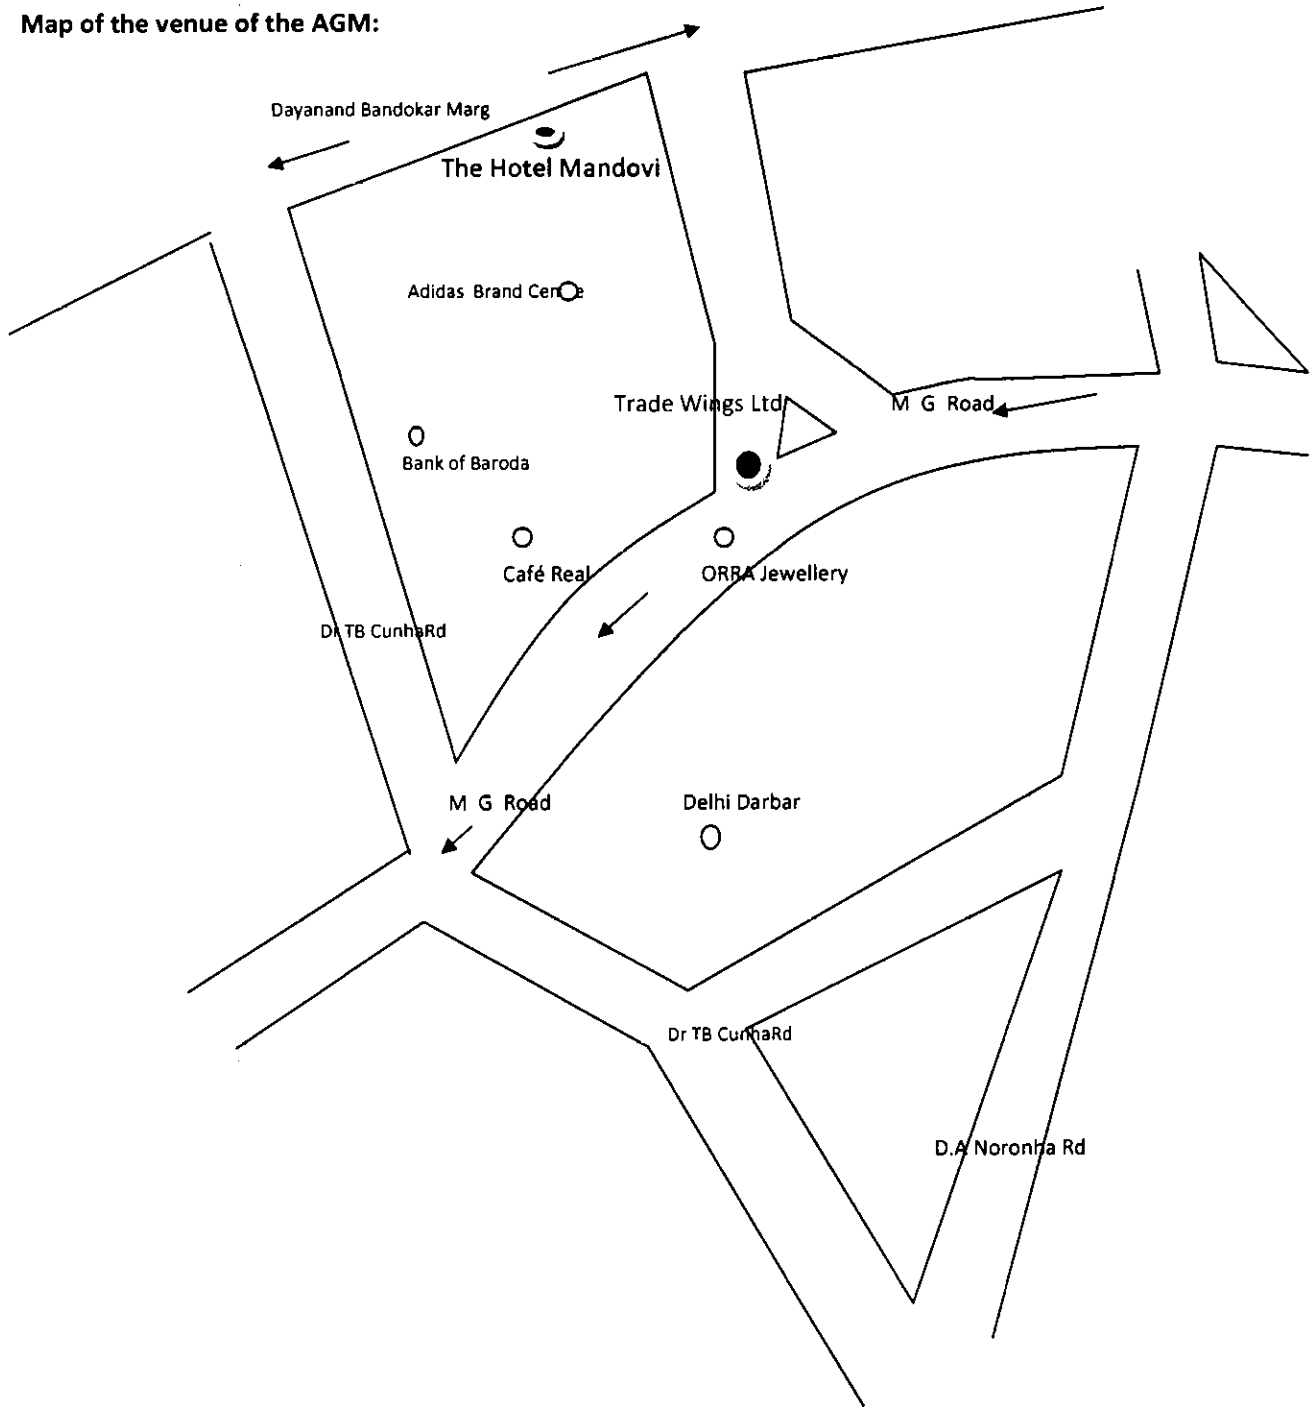 Map of the venue of the AGM:
Dayanand Bandokar Marg
The Hotel Mandovi
Adidas Brand Centre
Trade Wings Ltd
M G Road
Bank of Baroda
Café Real
ORRA Jewellery
Dr TB CunhaRd
M G Road
Delhi Darbar
Dr TB CunhaRd
D.A Noronha Rd